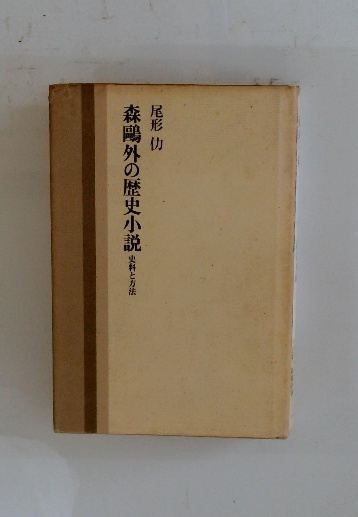 尾形 仂
森鷗外の歴史小説
史料と方法